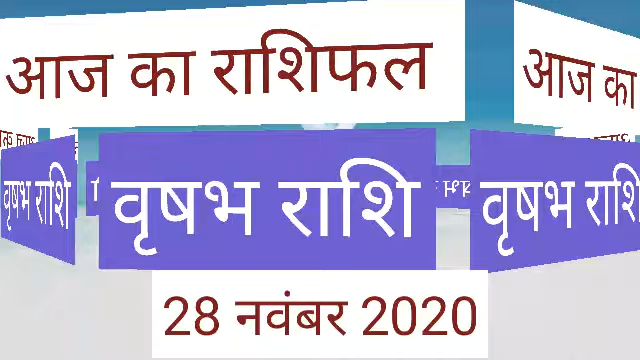 आज का राशिफल
आज का
वृषभ राशि
वृषभ राशि
वृषभ राशि
28 नवंबर 2020